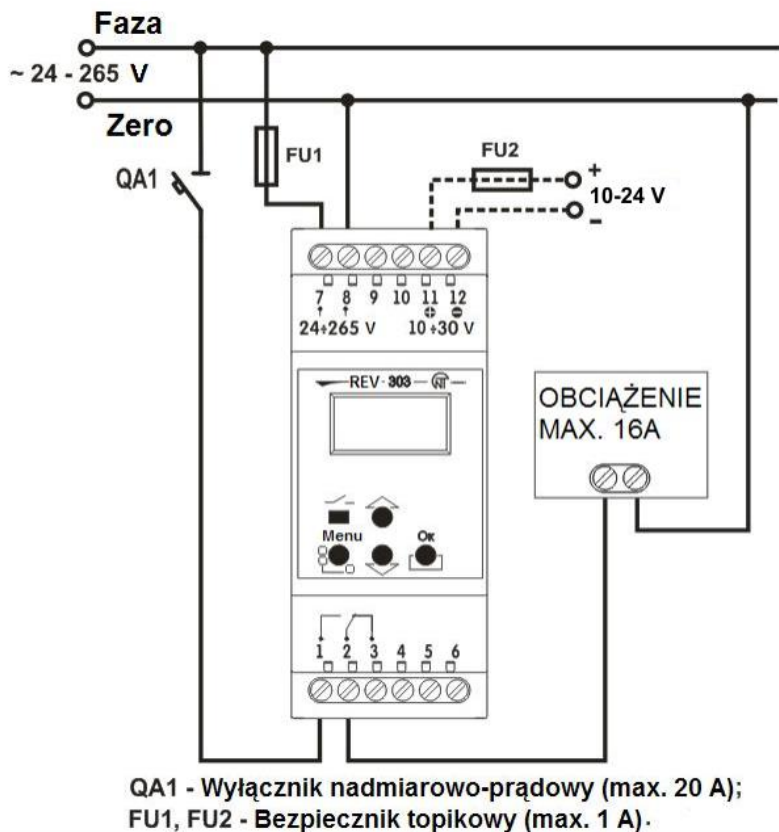 Faza
~ 24 - 265 V
Zero
FU1
FU2
QA1
+
10-24 V
-
7 8 9 10 11 12
24÷265 V 10÷30 V
REV-303 NT
OBCIĄŻENIE
MAX. 16A
Menu
Ок
1 2 3 4 5 6
QA1 - Wyłącznik nadmiarowo-prądowy (max. 20 A);
FU1, FU2 - Bezpiecznik topikowy (max. 1 A).